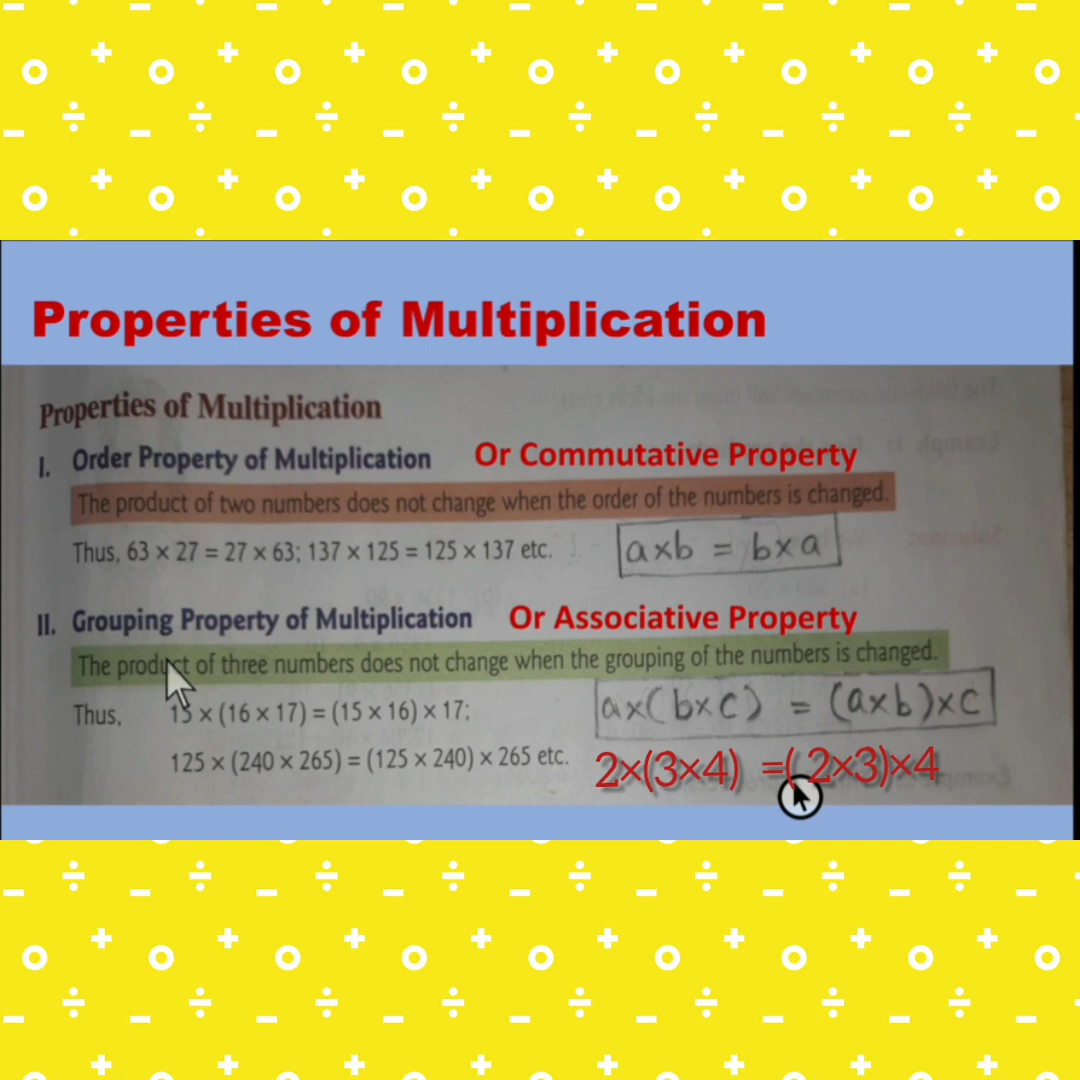 Properties of Multiplication
Properties of Multiplication
I. Order Property of Multiplication Or Commutative Property
The product of two numbers does not change when the order of the numbers is changed.
Thus, 63 × 27 = 27 × 63; 137 × 125 = 125 × 137 etc. a×b = b×a
II. Grouping Property of Multiplication Or Associative Property
The product of three numbers does not change when the grouping of the numbers is changed.
Thus, 15 × (16 × 17) = (15 × 16) × 17; a×(b×c) = (a×b)×c
125 × (240 × 265) = (125 × 240) × 265 etc. 2×(3×4) =( 2×3)×4